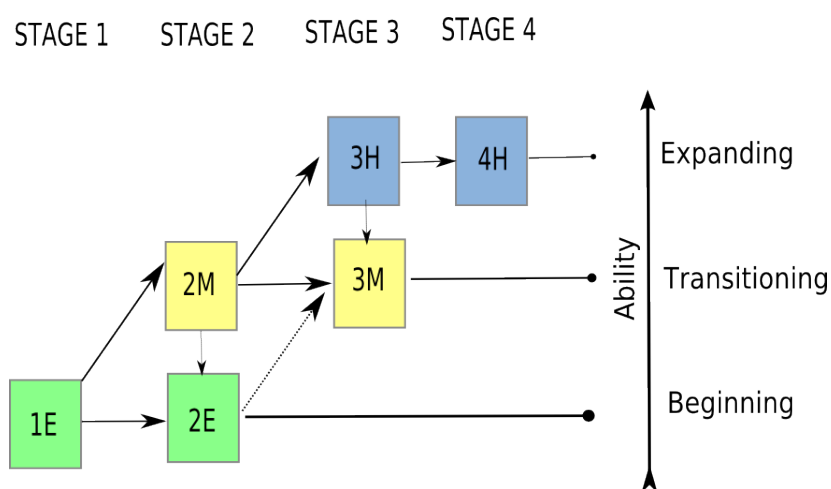 STAGE 1
STAGE 2
STAGE 3
STAGE 4
3H
4H
Expanding
2M
3M
Ability
Transitioning
1E
2E
Beginning